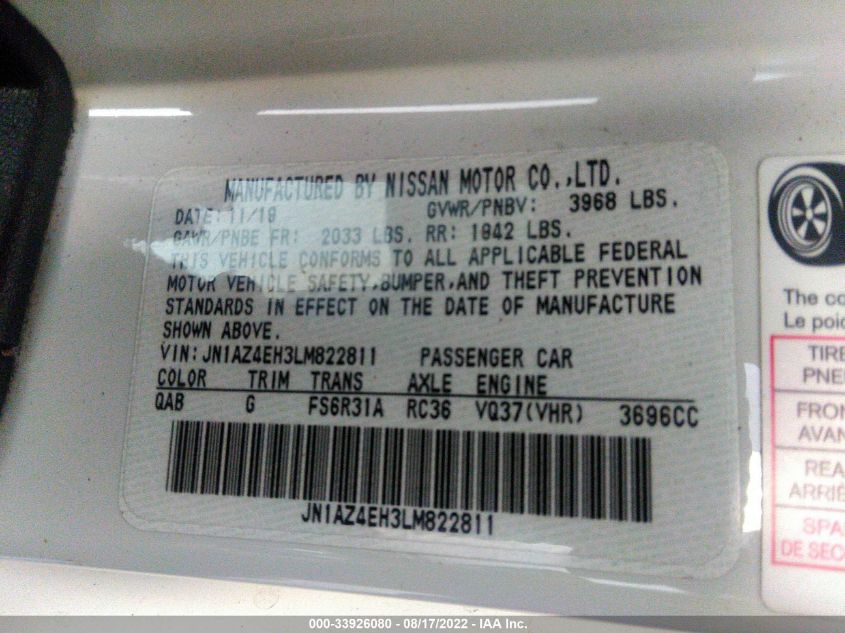 MANUFACTURED BY NISSAN MOTOR CO.,LTD.
DATE: 11/19 GVWR/PNBV: 3968 LBS.
GAWR/PNBE FR: 2033 LBS. RR: 1942 LBS.
THIS VEHICLE CONFORMS TO ALL APPLICABLE FEDERAL
MOTOR VEHICLE SAFETY,BUMPER,AND THEFT PREVENTION
STANDARDS IN EFFECT ON THE DATE OF MANUFACTURE
SHOWN ABOVE.
VIN:JN1AZ4EH3LM822811 PASSENGER CAR
COLOR TRIM TRANS AXLE ENGINE
QAB G FS6R31A RC36 VQ37(VHR) 3696CC
JN1AZ4EH3LM822811
The co
Le poid
TIRE
PNE
FRON
AVAN
REA
ARRIÈ
SPA
DE SEC
000-33926080 - 08/17/2022 - IAA Inc.